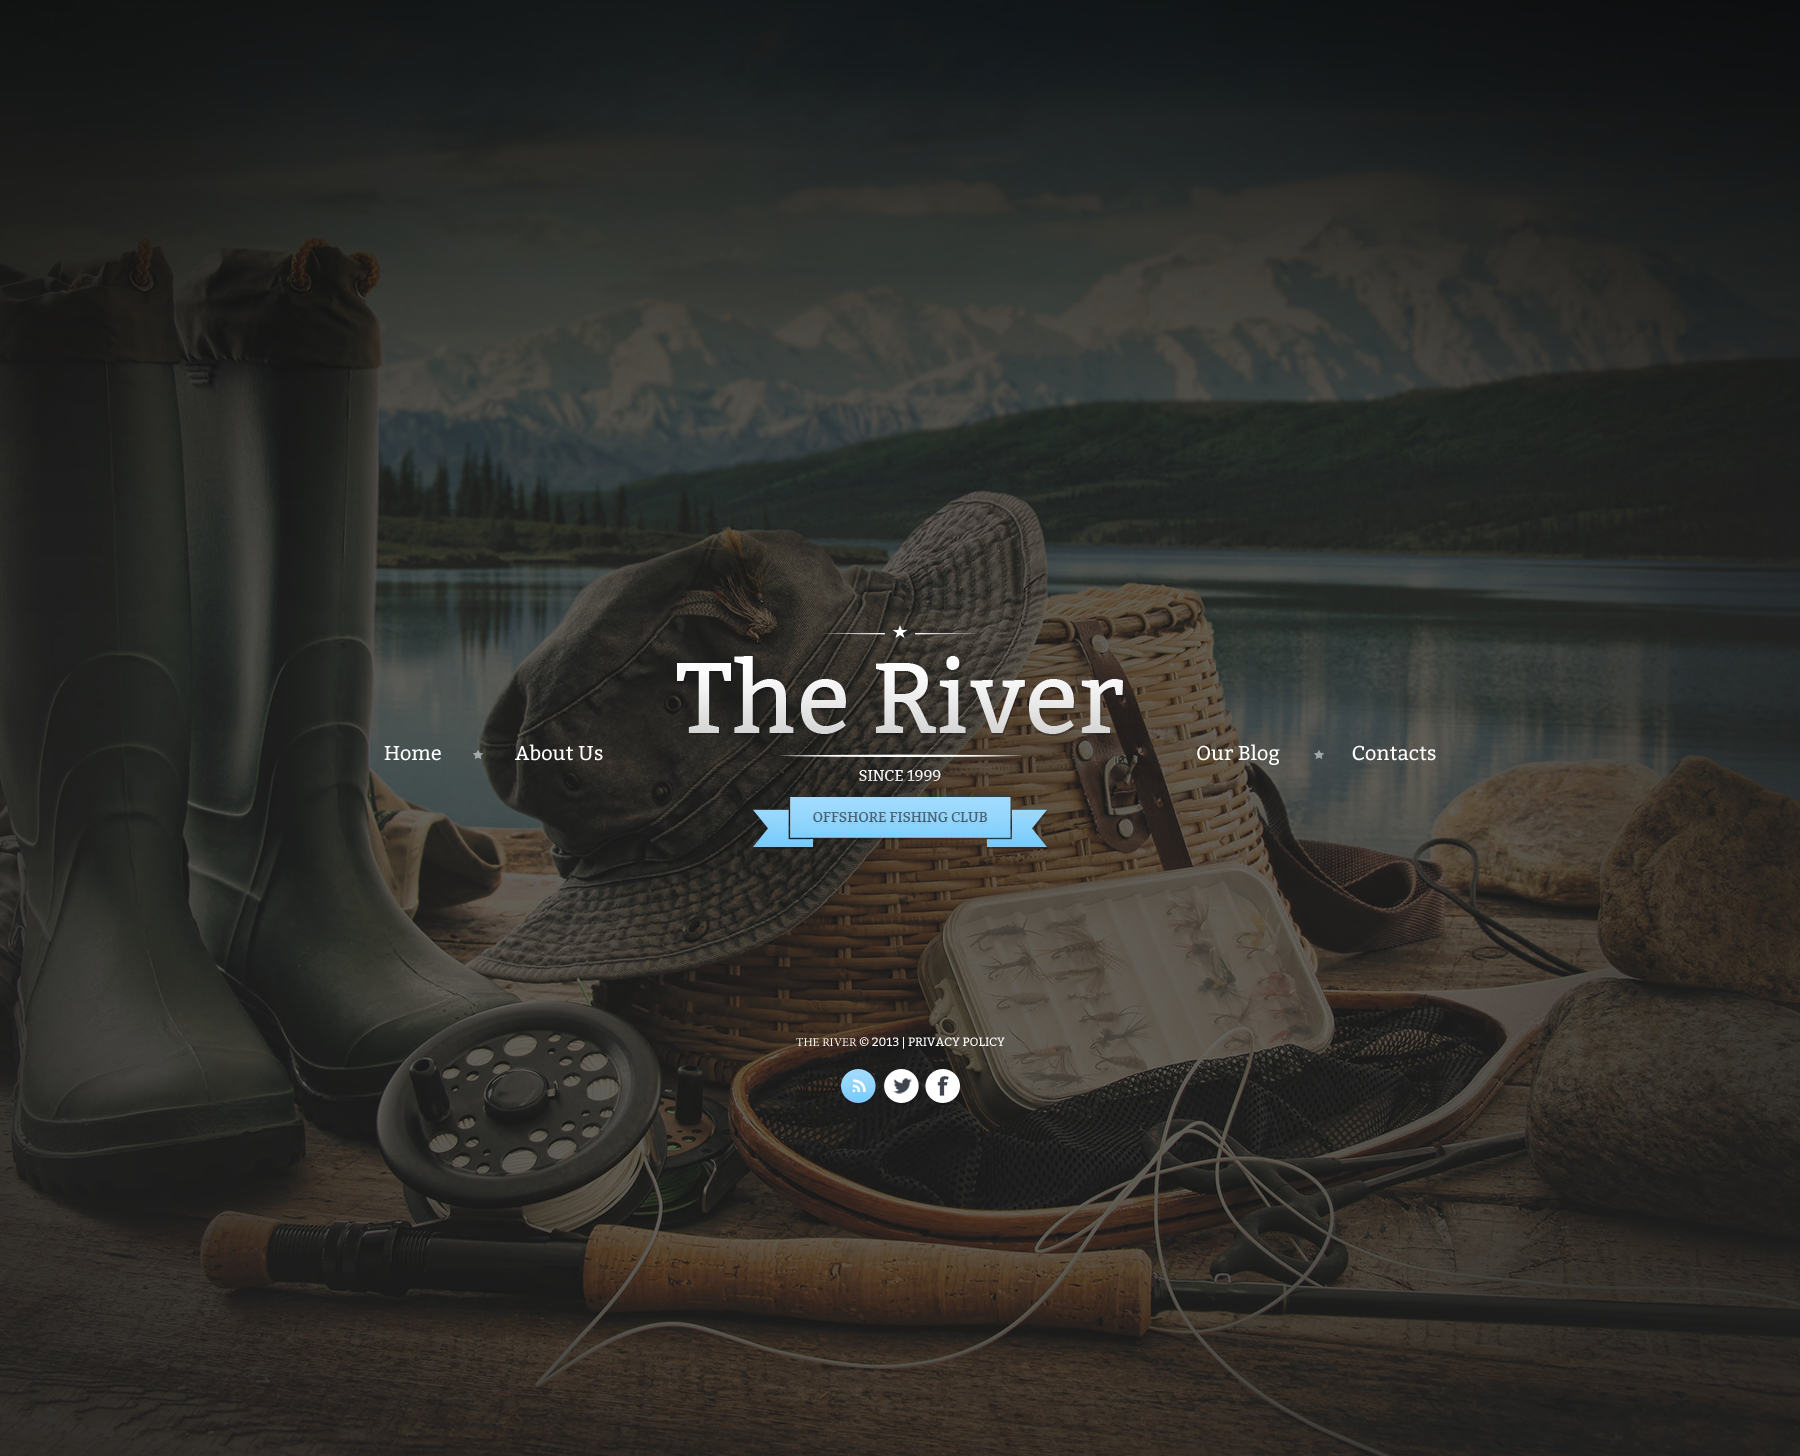 The River
Home
About Us
Our Blog
Contacts
SINCE 1999
OFFSHORE FISHING CLUB
THE RIVER © 2013 | PRIVACY POLICY